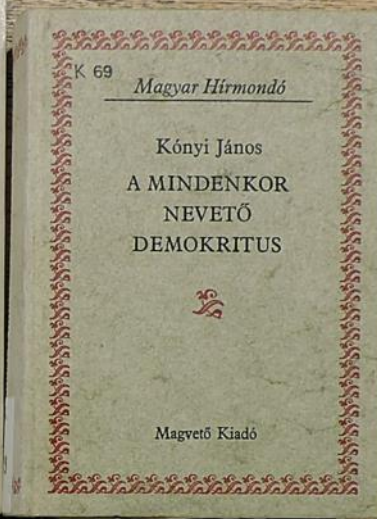 K 69
Magyar Hírmondó
Kónyi János
A MINDENKOR
NEVETŐ
DEMOKRITUS
Magvető Kiadó